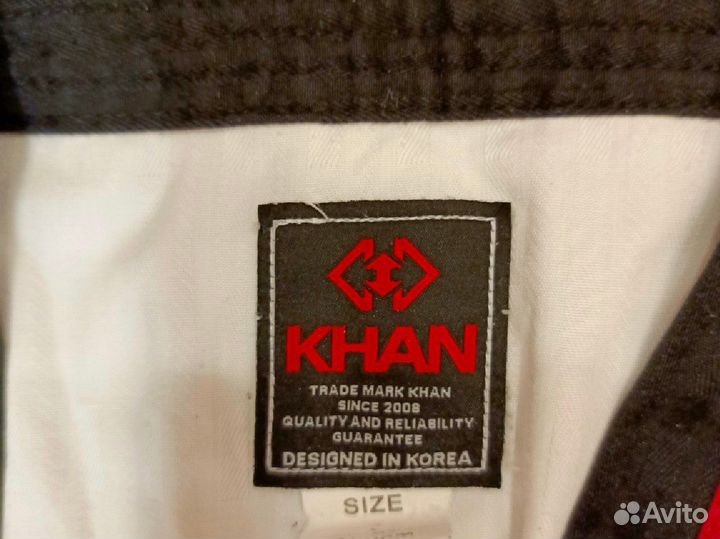 KHAN
TRADE MARK KHAN
SINCE 2008
QUALITY AND RELIABILITY
GUARANTEE
DESIGNED IN KOREA
SIZE
Avito